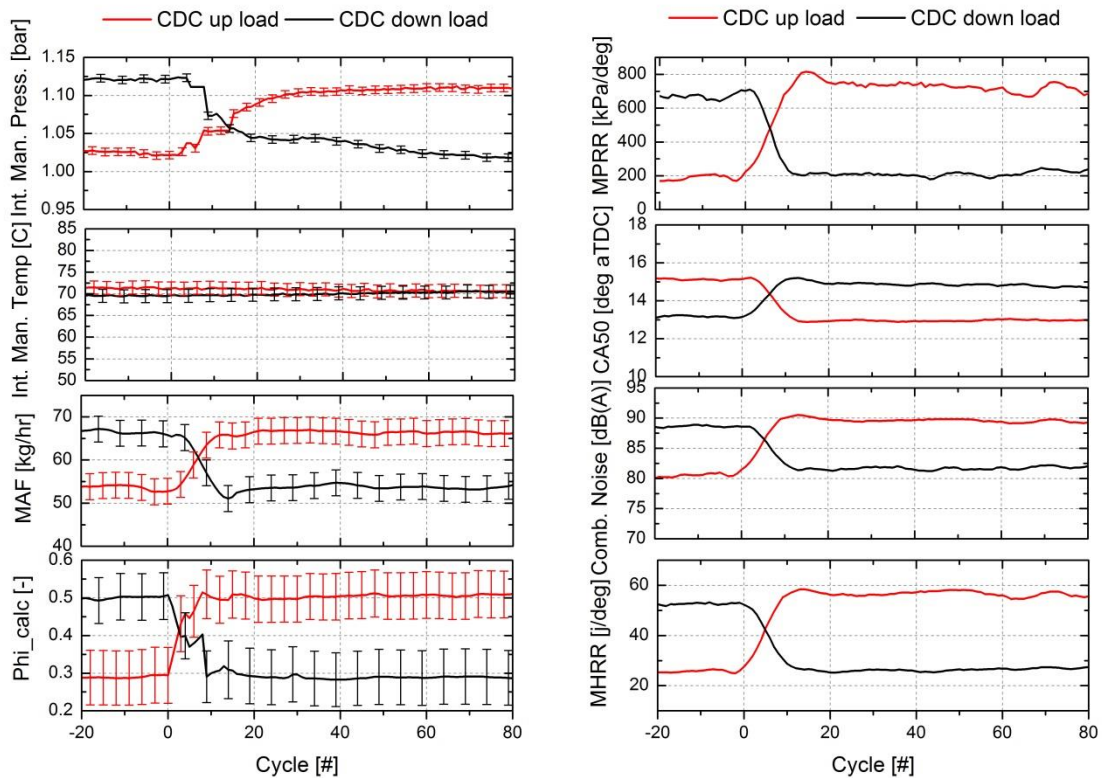 CDC up load CDC down load
Int. Man. Press. [bar]
1.15
1.10
1.05
1.00
0.95
Int. Man. Temp [C]
85
80
75
70
65
60
55
50
MAF [kg/hr]
70
60
50
40
Phi_calc [-]
0.6
0.5
0.4
0.3
0.2
-20 0 20 40 60 80
Cycle [#]
CDC up load CDC down load
MPRR [kPa/deg]
800
600
400
200
0
CA50 [deg aTDC]
18
16
14
12
10
Comb. Noise [dB(A)]
95
90
85
80
75
70
MHRR [j/deg]
60
40
20
-20 0 20 40 60 80
Cycle [#]